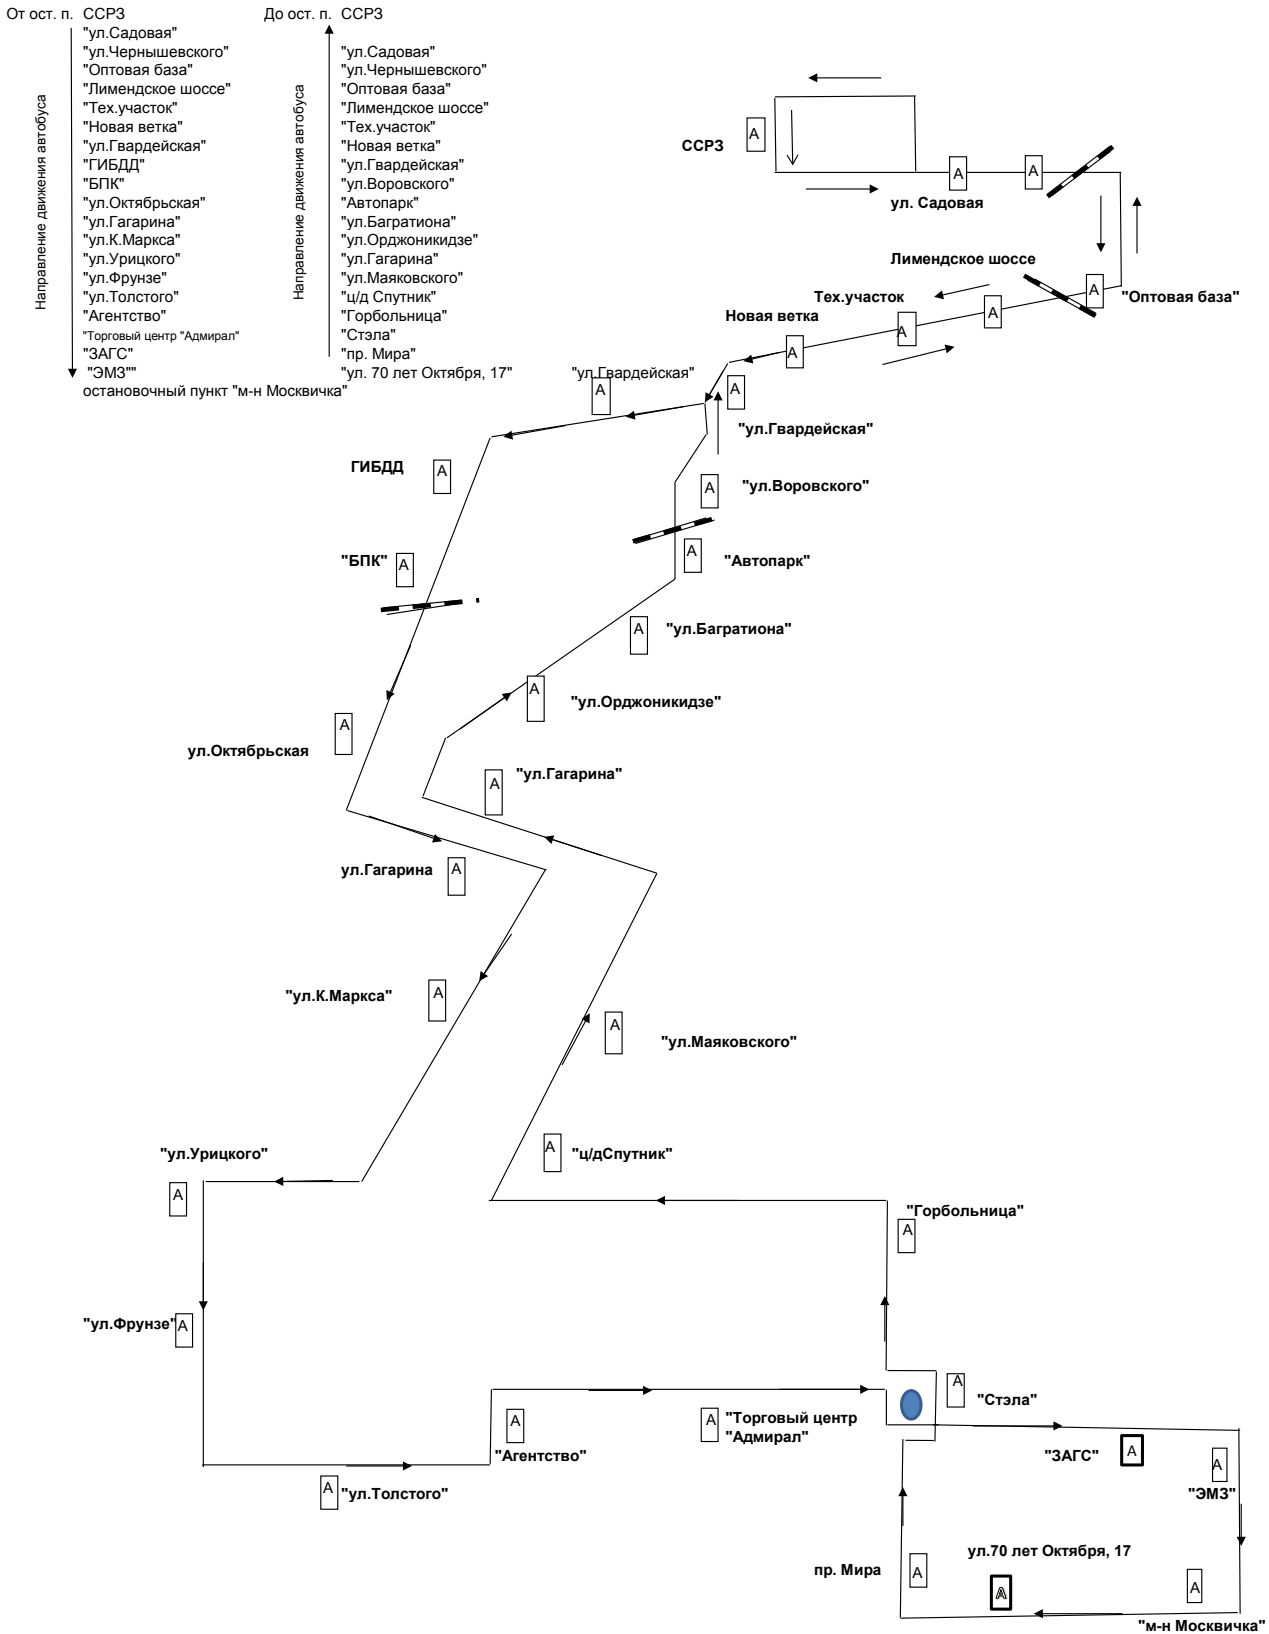 От ост. п. ССРЗ
"ул.Садовая"
"ул.Чернышевского"
"Оптовая база"
"Лимендское шоссе"
"Тех.участок"
"Новая ветка"
"ул.Гвардейская"
"ГИБДД"
"БПК"
"ул.Октябрьская"
"ул.Гагарина"
"ул.К.Маркса"
"ул.Урицкого"
"ул.Фрунзе"
"ул.Толстого"
"Агентство"
"Торговый центр "Адмирал"
"ЗАГС"
"ЭМЗ""
остановочный пункт "м-н Москвичка"
Направление движения автобуса
До ост. п. ССРЗ
"ул.Садовая"
"ул.Чернышевского"
"Оптовая база"
"Лимендское шоссе"
"Тех.участок"
"Новая ветка"
"ул.Гвардейская"
"ул.Воровского"
"Автопарк"
"ул.Багратиона"
"ул.Орджоникидзе"
"ул.Гагарина"
"ул.Маяковского"
"ц/д Спутник"
"Горбольница"
"Стэла"
"пр. Мира"
"ул. 70 лет Октября, 17"
Направление движения автобуса
ССРЗ
А
А
А
ул. Садовая
Лимендское шоссе
А
"Оптовая база"
Тех.участок
А
Новая ветка
А
А
"ул.Гвардейская"
А
А
"ул.Гвардейская"
ГИБДД
А
А
"ул.Воровского"
"БПК"
А
А
"Автопарк"
А
"ул.Багратиона"
А
"ул.Орджоникидзе"
А
ул.Октябрьская
А
"ул.Гагарина"
ул.Гагарина
А
"ул.К.Маркса"
А
А
"ул.Маяковского"
"ул.Урицкого"
А
А
"ц/дСпутник"
"Горбольница"
А
"ул.Фрунзе"
А
А
"Стэла"
А
"Агентство"
А
"Торговый центр
"Адмирал"
"ЗАГС"
А
А
"ЭМЗ"
А
"ул.Толстого"
ул.70 лет Октября, 17
пр. Мира
А
А
А
"м-н Москвичка"